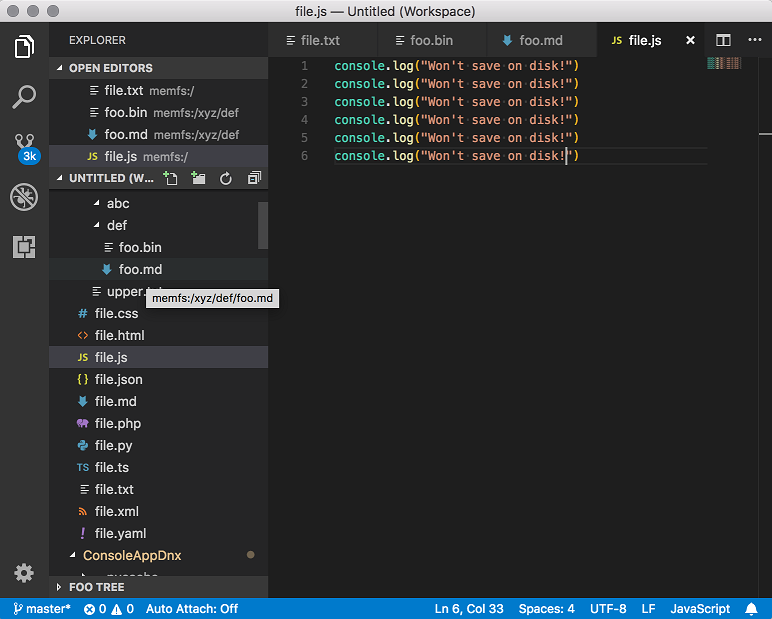 file.js — Untitled (Workspace)
EXPLORER
OPEN EDITORS
file.txt memfs:/
foo.bin memfs:/xyz/def
foo.md memfs:/xyz/def
JS file.js memfs:/
3k
UNTITLED (W...
abc
def
foo.bin
foo.md
upper.
memfs:/xyz/def/foo.md
# file.css
<> file.html
JS file.js
{ } file.json
file.md
file.php
file.py
TS file.ts
file.txt
file.xml
! file.yaml
ConsoleAppDnx
FOO TREE
file.txt
foo.bin
foo.md
JS file.js
1 console.log("Won't save on disk!")
2 console.log("Won't save on disk!")
3 console.log("Won't save on disk!")
4 console.log("Won't save on disk!")
5 console.log("Won't save on disk!")
6 console.log("Won't save on disk!")
master* 0 0 Auto Attach: Off Ln 6, Col 33 Spaces: 4 UTF-8 LF JavaScript